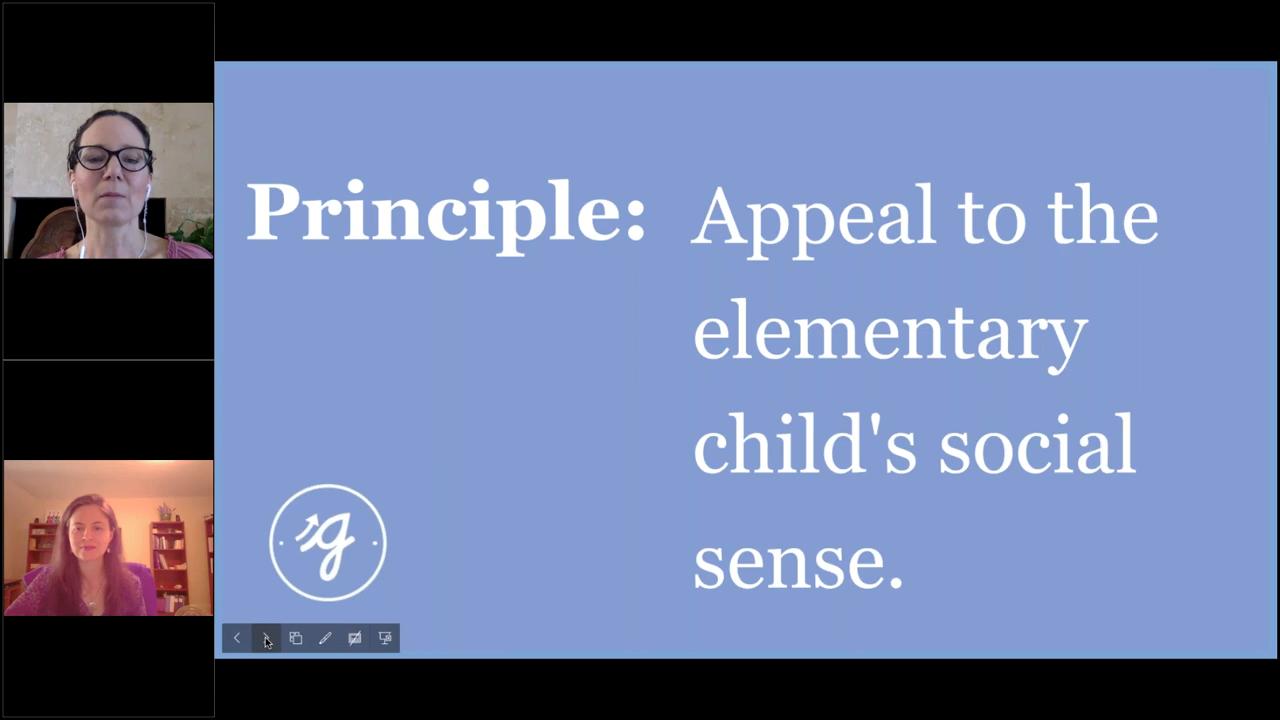 Principle: Appeal to the
elementary
child's social
sense.
g